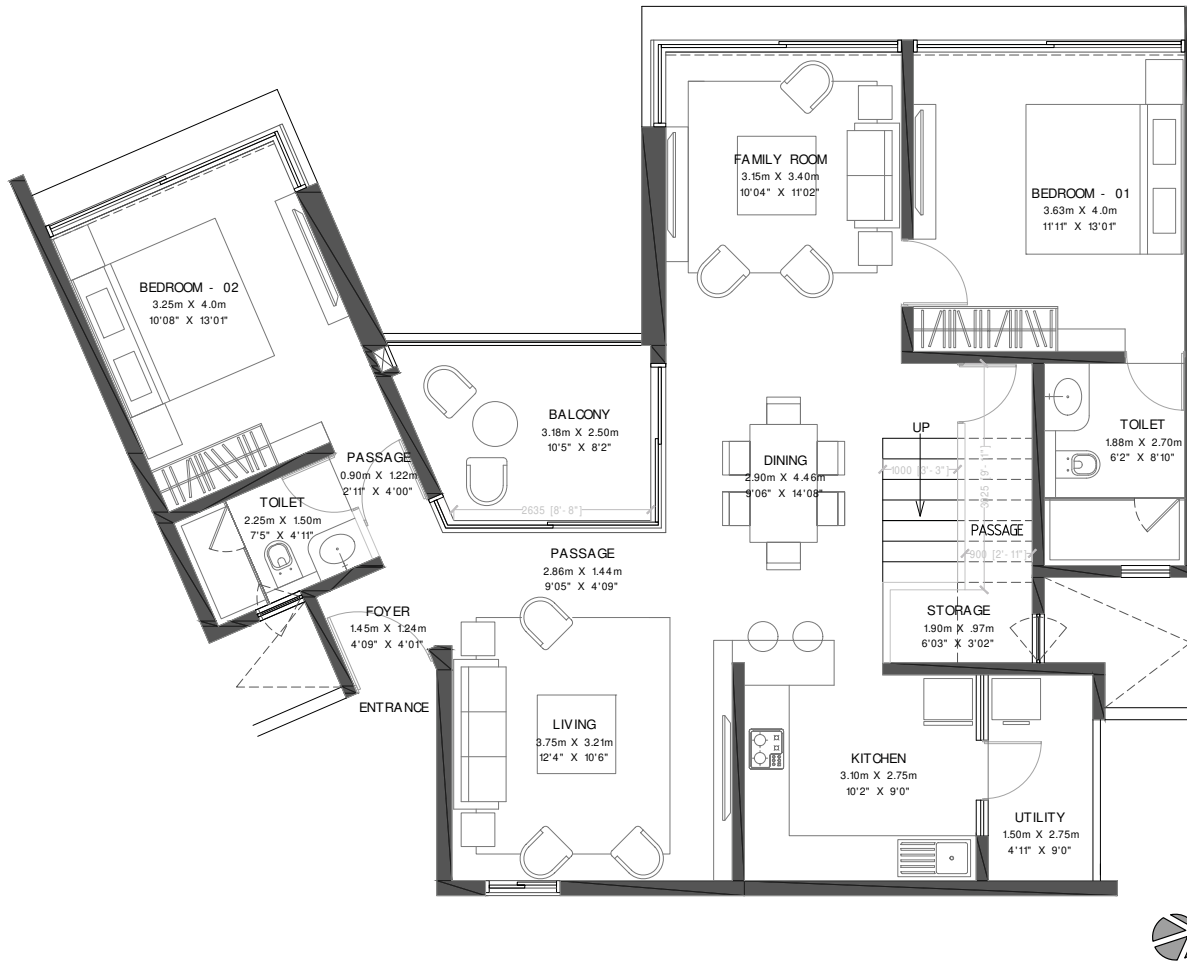 FAMILY ROOM
3.15m X 3.40m
10'04" X 11'02"
BEDROOM - 01
3.63m X 4.0m
11'11" X 13'01"
BEDROOM - 02
3.25m X 4.0m
10'08" X 13'01"
BALCONY
3.18m X 2.50m
10'5" X 8'2"
2635 [8'- 8"]
PASSAGE
0.90m X 1.22m
2'11" X 4'00"
TOILET
2.25m X 1.50m
7'5" X 4'11"
DINING
2.90m X 4.46m
9'06" X 14'08"
UP
1000 [3'- 3"]
TOILET
1.88m X 2.70m
6'2" X 8'10"
PASSAGE
900 [2'- 11"]
PASSAGE
2.86m X 1.44m
9'05" X 4'09"
FOYER
1.45m X 1.24m
4'09" X 4'01"
STORAGE
1.90m X .97m
6'03" X 3'02"
ENTRANCE
LIVING
3.75m X 3.21m
12'4" X 10'6"
KITCHEN
3.10m X 2.75m
10'2" X 9'0"
UTILITY
1.50m X 2.75m
4'11" X 9'0"